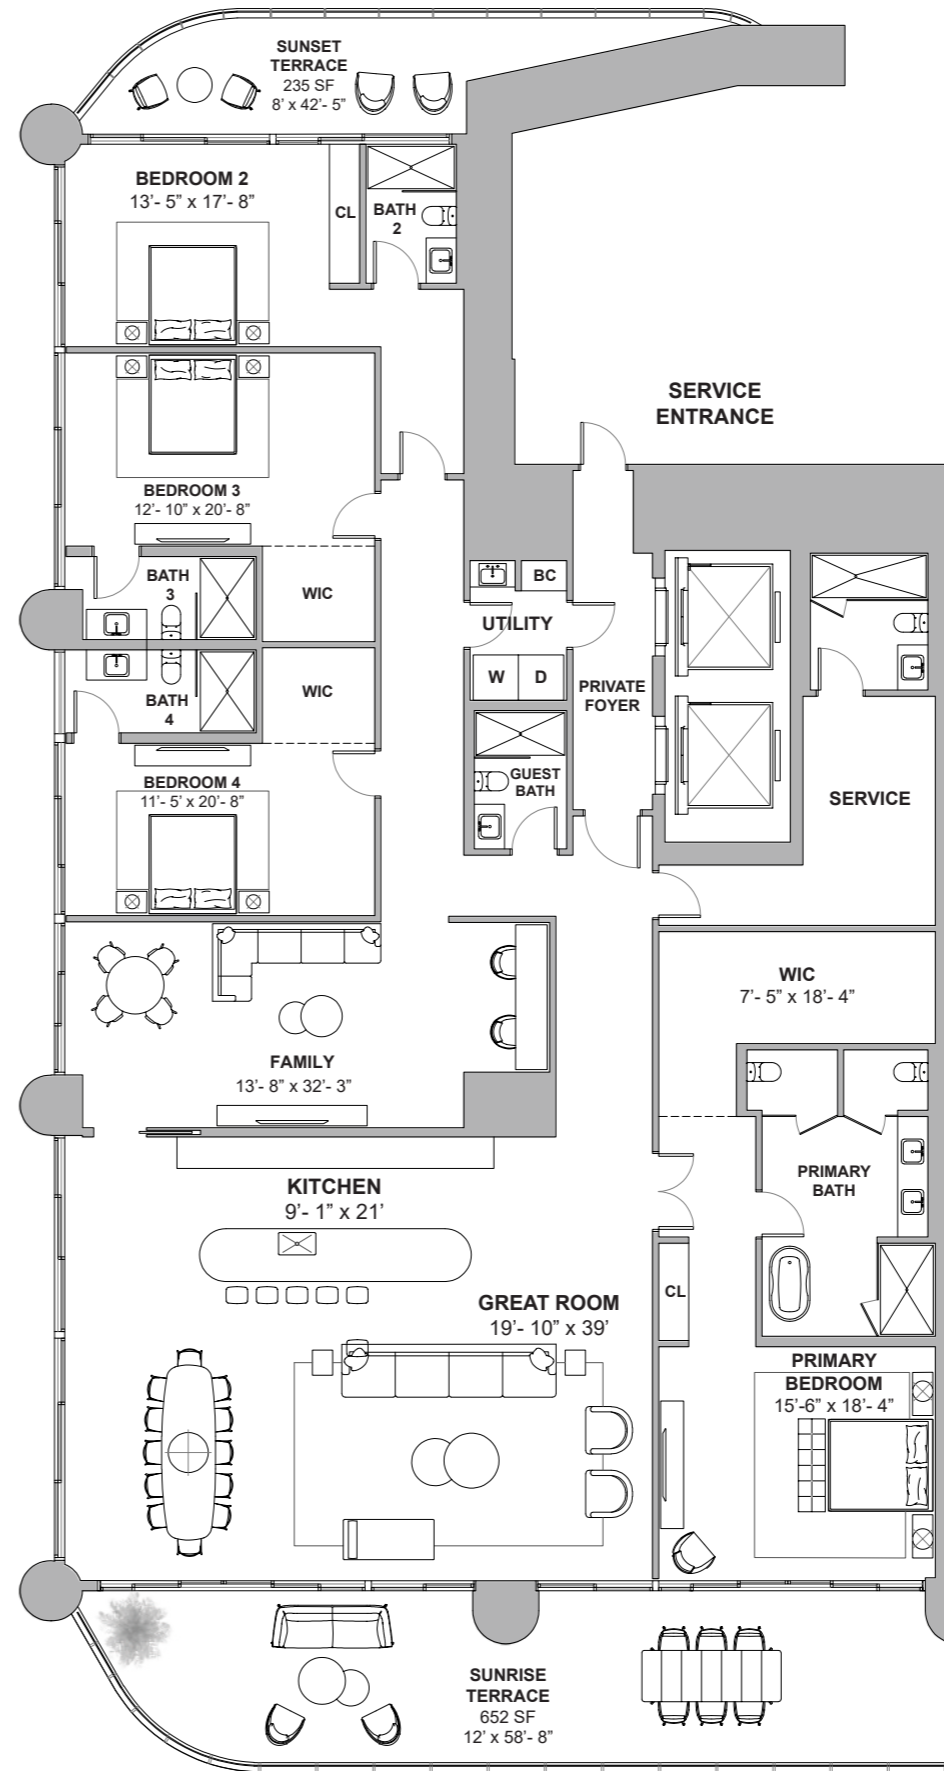 SUNSET
TERRACE
235 SF
8' x 42'- 5”
BEDROOM 2
13'- 5” x 17'- 8”
CL
BATH
2
SERVICE
ENTRANCE
BEDROOM 3
12'- 10” x 20'- 8”
BATH
3
WIC
BC
UTILITY
W
D
PRIVATE
FOYER
WIC
BATH
4
GUEST
BATH
BEDROOM 4
11'- 5' x 20'- 8”
SERVICE
WIC
7'- 5” x 18'- 4”
FAMILY
13'- 8” x 32'- 3”
KITCHEN
9'- 1” x 21'
PRIMARY
BATH
CL
GREAT ROOM
19'- 10” x 39'
PRIMARY
BEDROOM
15'-6” x 18'- 4”
SUNRISE
TERRACE
652 SF
12' x 58'- 8”